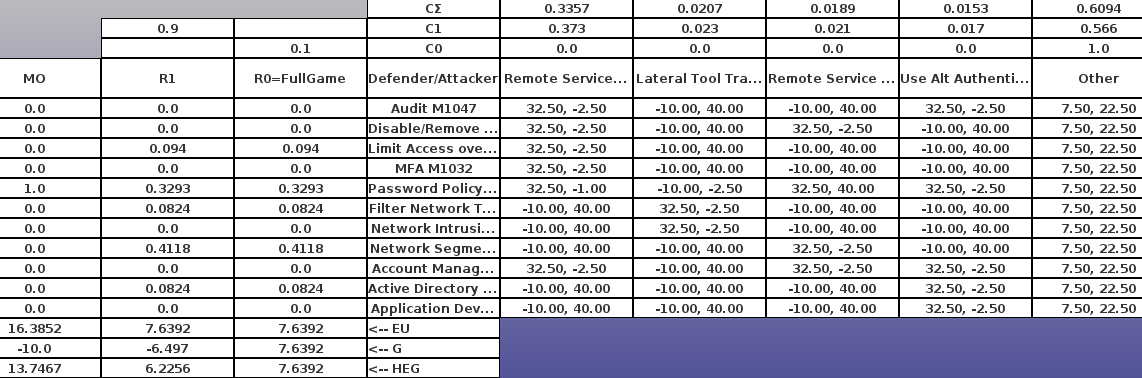 CΣ 0.3357 0.0207 0.0189 0.0153 0.6094
0.9 C1 0.373 0.023 0.021 0.017 0.566
0.1 C0 0.0 0.0 0.0 0.0 1.0
MO R1 R0=FullGame Defender/Attacker Remote Service... Lateral Tool Tra... Remote Service ... Use Alt Authenti... Other
0.0 0.0 0.0 Audit M1047 32.50, -2.50 -10.00, 40.00 -10.00, 40.00 32.50, -2.50 7.50, 22.50
0.0 0.0 0.0 Disable/Remove ... 32.50, -2.50 -10.00, 40.00 32.50, -2.50 -10.00, 40.00 7.50, 22.50
0.0 0.094 0.094 Limit Access ove... 32.50, -2.50 -10.00, 40.00 -10.00, 40.00 -10.00, 40.00 7.50, 22.50
0.0 0.0 0.0 MFA M1032 32.50, -2.50 -10.00, 40.00 -10.00, 40.00 -10.00, 40.00 7.50, 22.50
1.0 0.3293 0.3293 Password Policy... 32.50, -1.00 -10.00, -2.50 32.50, 40.00 32.50, -2.50 7.50, 22.50
0.0 0.0824 0.0824 Filter Network T... -10.00, 40.00 32.50, -2.50 -10.00, 40.00 -10.00, 40.00 7.50, 22.50
0.0 0.0 0.0 Network Intrusi... -10.00, 40.00 32.50, -2.50 -10.00, 40.00 -10.00, 40.00 7.50, 22.50
0.0 0.4118 0.4118 Network Segme... -10.00, 40.00 -10.00, 40.00 32.50, -2.50 -10.00, 40.00 7.50, 22.50
0.0 0.0 0.0 Account Manag... 32.50, -2.50 -10.00, 40.00 32.50, -2.50 32.50, -2.50 7.50, 22.50
0.0 0.0824 0.0824 Active Directory ... -10.00, 40.00 -10.00, 40.00 -10.00, 40.00 32.50, -2.50 7.50, 22.50
0.0 0.0 0.0 Application Dev... -10.00, 40.00 -10.00, 40.00 -10.00, 40.00 32.50, -2.50 7.50, 22.50
16.3852 7.6392 7.6392 <-- EU
-10.0 -6.497 7.6392 <-- G
13.7467 6.2256 7.6392 <-- HEG